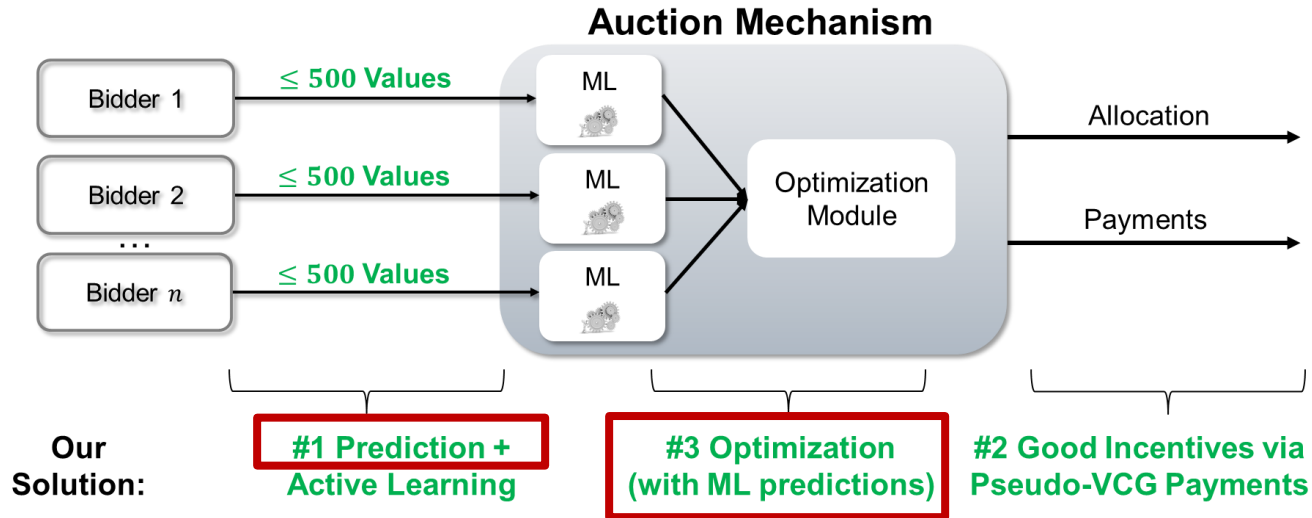 Auction Mechanism
Bidder 1
≤ 500 Values
ML
Bidder 2
≤ 500 Values
ML
...
Bidder n
≤ 500 Values
ML
Optimization
Module
Allocation
Payments
Our
Solution:
#1 Prediction +
Active Learning
#3 Optimization
(with ML predictions)
#2 Good Incentives via
Pseudo-VCG Payments